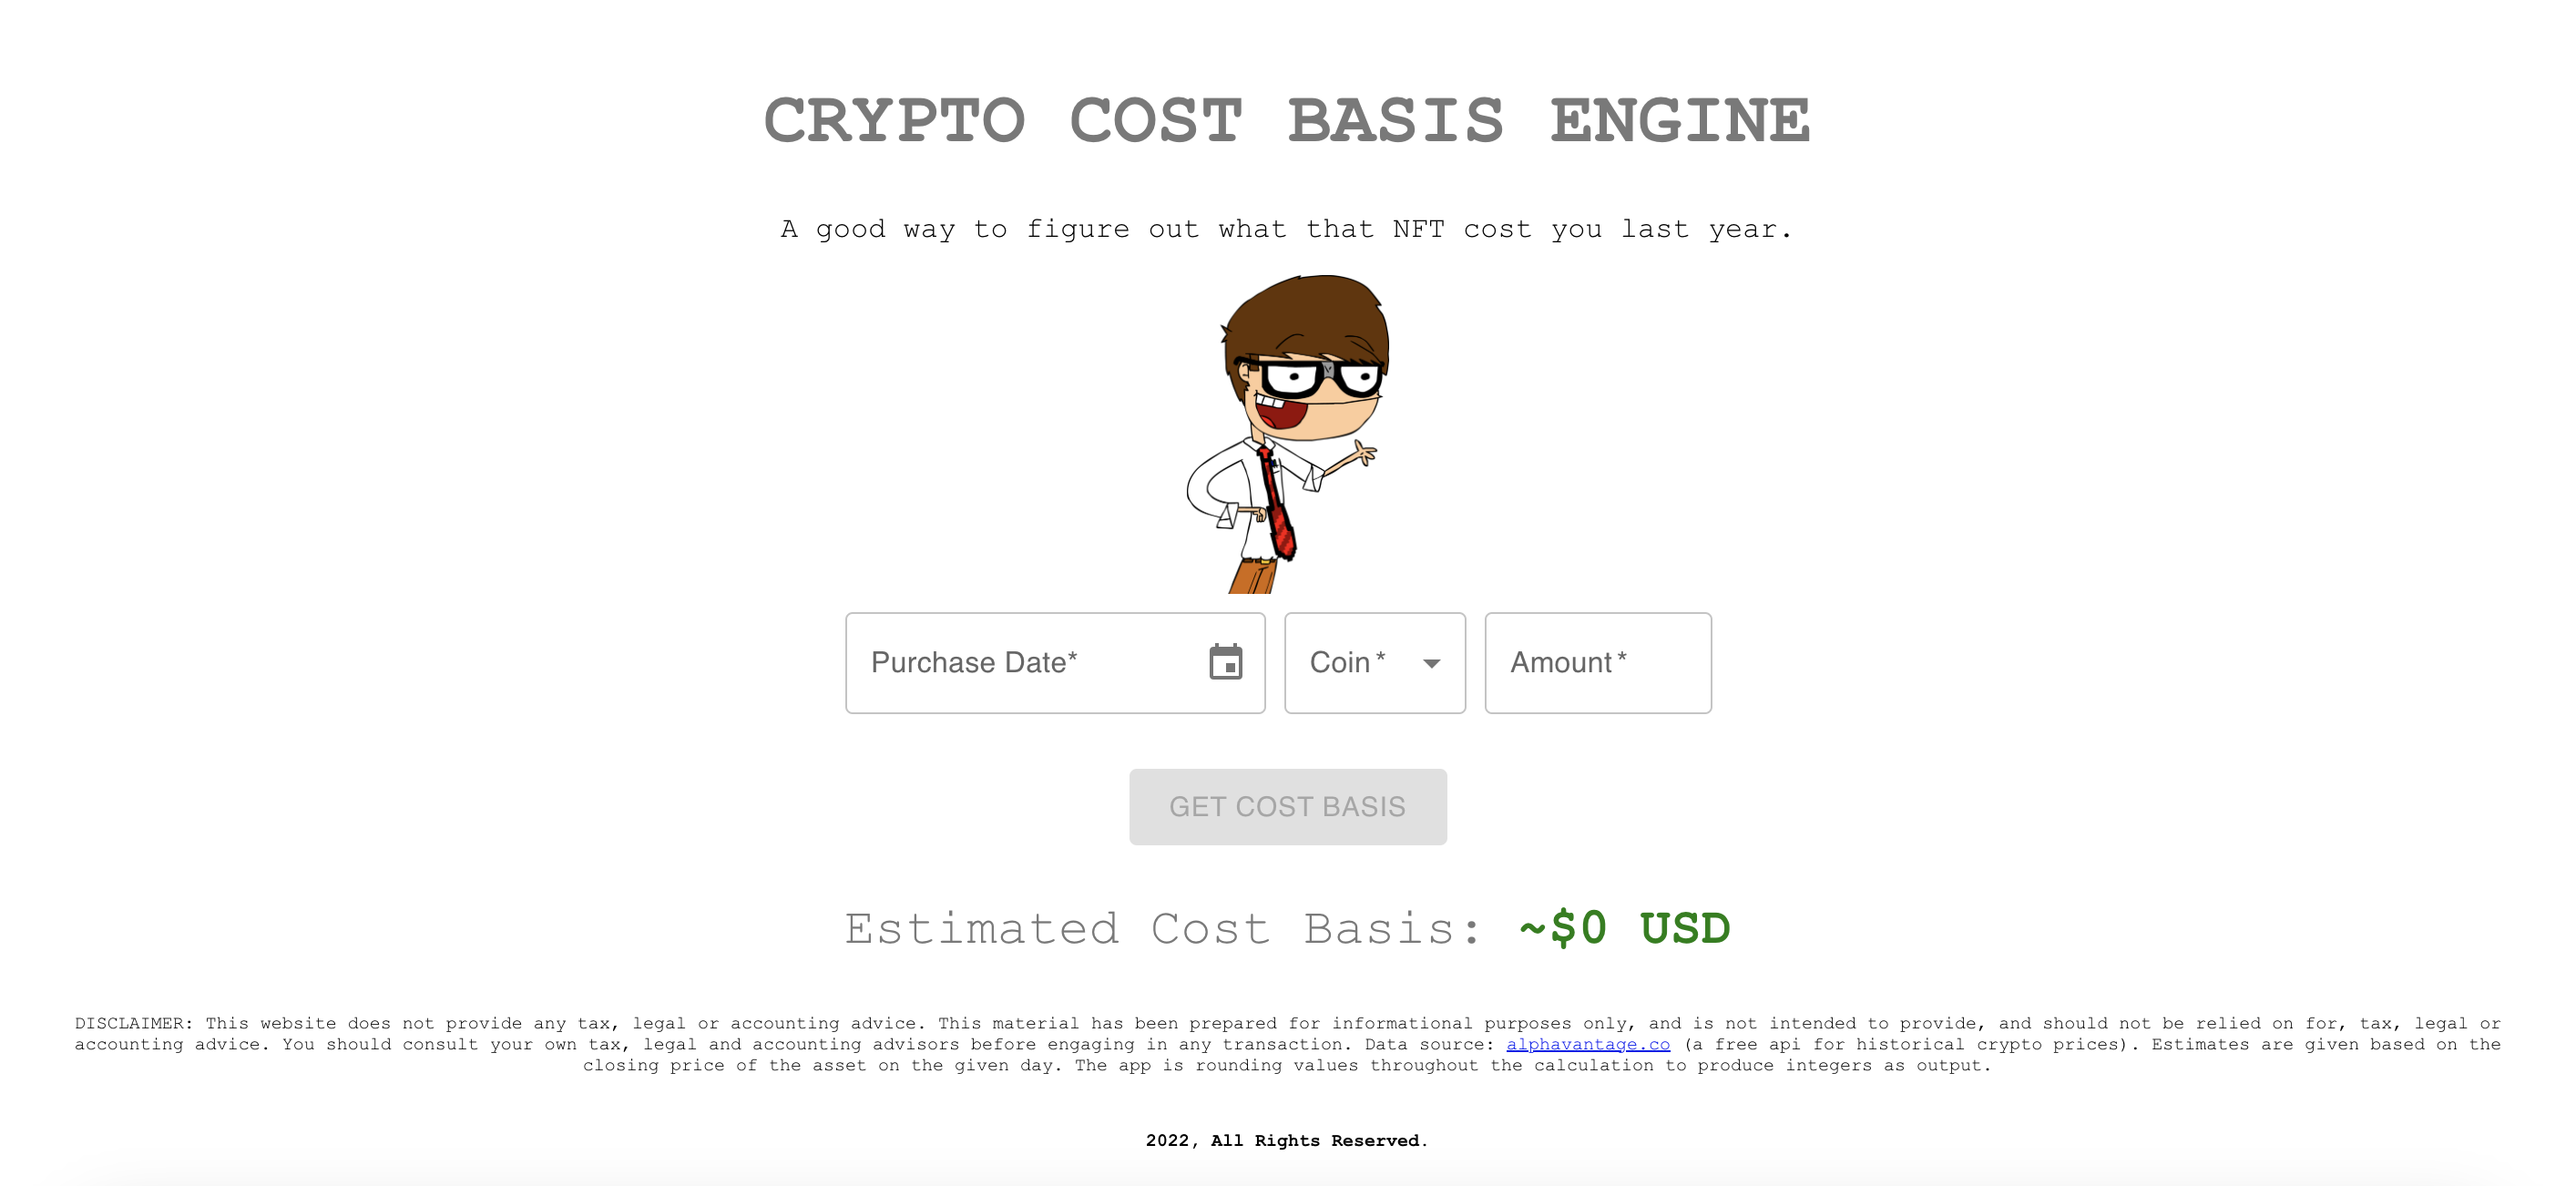 CRYPTO COST BASIS ENGINE
A good way to figure out what that NFT cost you last year.
Purchase Date*
Coin *
Amount *
GET COST BASIS
Estimated Cost Basis: ~$0 USD
DISCLAIMER: This website does not provide any tax, legal or accounting advice. This material has been prepared for informational purposes only, and is not intended to provide, and should not be relied on for, tax, legal or
accounting advice. You should consult your own tax, legal and accounting advisors before engaging in any transaction. Data source: alphavantage.co (a free api for historical crypto prices). Estimates are given based on the
closing price of the asset on the given day. The app is rounding values throughout the calculation to produce integers as output.
2022, All Rights Reserved.